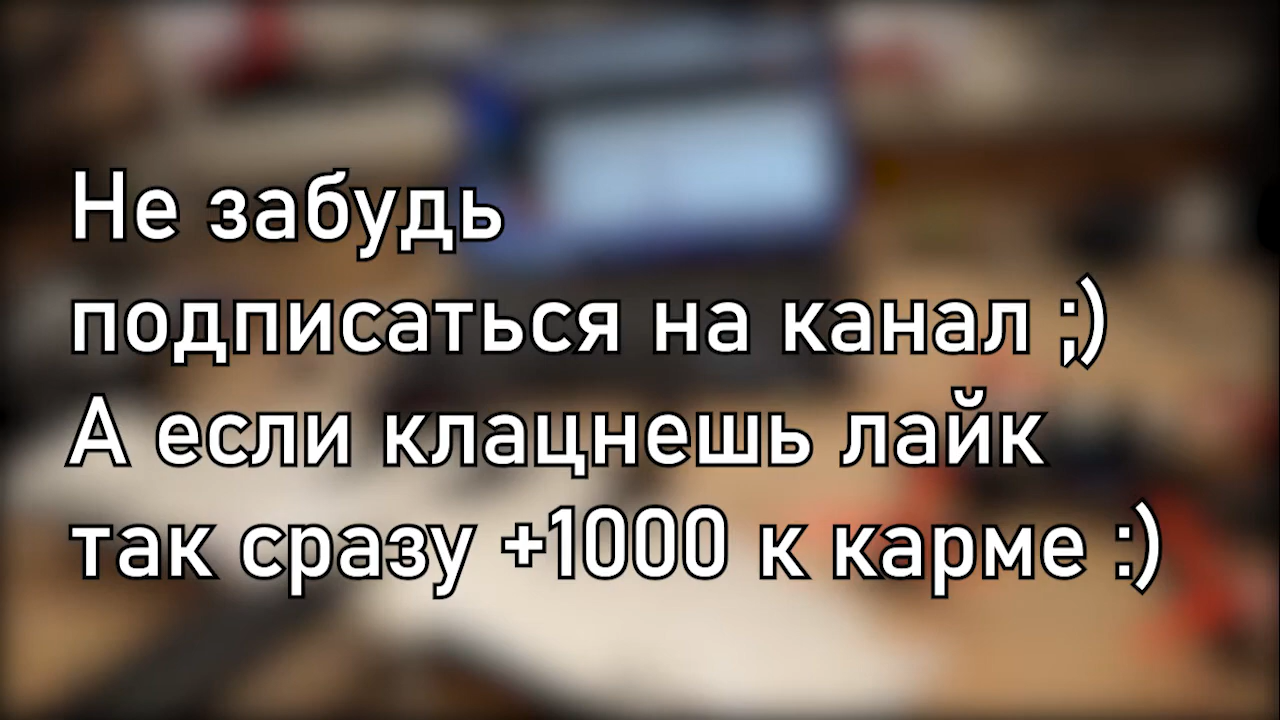 Не забудь
подписаться на канал ;)
А если клацнешь лайк
так сразу +1000 к карме :)